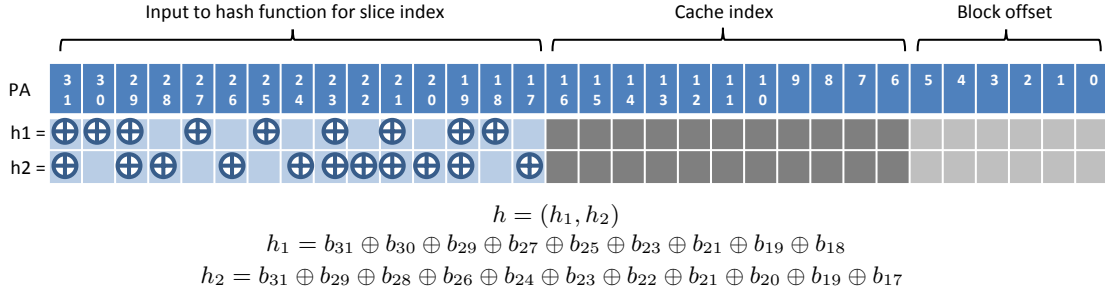 Input to hash function for slice index Cache index Block offset
PA 31 30 29 28 27 26 25 24 23 22 21 20 19 18 17 16 15 14 13 12 11 10 9 8 7 6 5 4 3 2 1 0
h1 = ⊕ ⊕ ⊕ ⊕ ⊕ ⊕ ⊕ ⊕ ⊕
h2 = ⊕ ⊕ ⊕ ⊕ ⊕ ⊕ ⊕ ⊕ ⊕ ⊕ ⊕
h = (h₁, h₂)
h₁ = b₃₁ ⊕ b₃₀ ⊕ b₂₉ ⊕ b₂₇ ⊕ b₂₅ ⊕ b₂₃ ⊕ b₂₁ ⊕ b₁₉ ⊕ b₁₈
h₂ = b₃₁ ⊕ b₂₉ ⊕ b₂₈ ⊕ b₂₆ ⊕ b₂₄ ⊕ b₂₃ ⊕ b₂₂ ⊕ b₂₁ ⊕ b₂₀ ⊕ b₁₉ ⊕ b₁₇